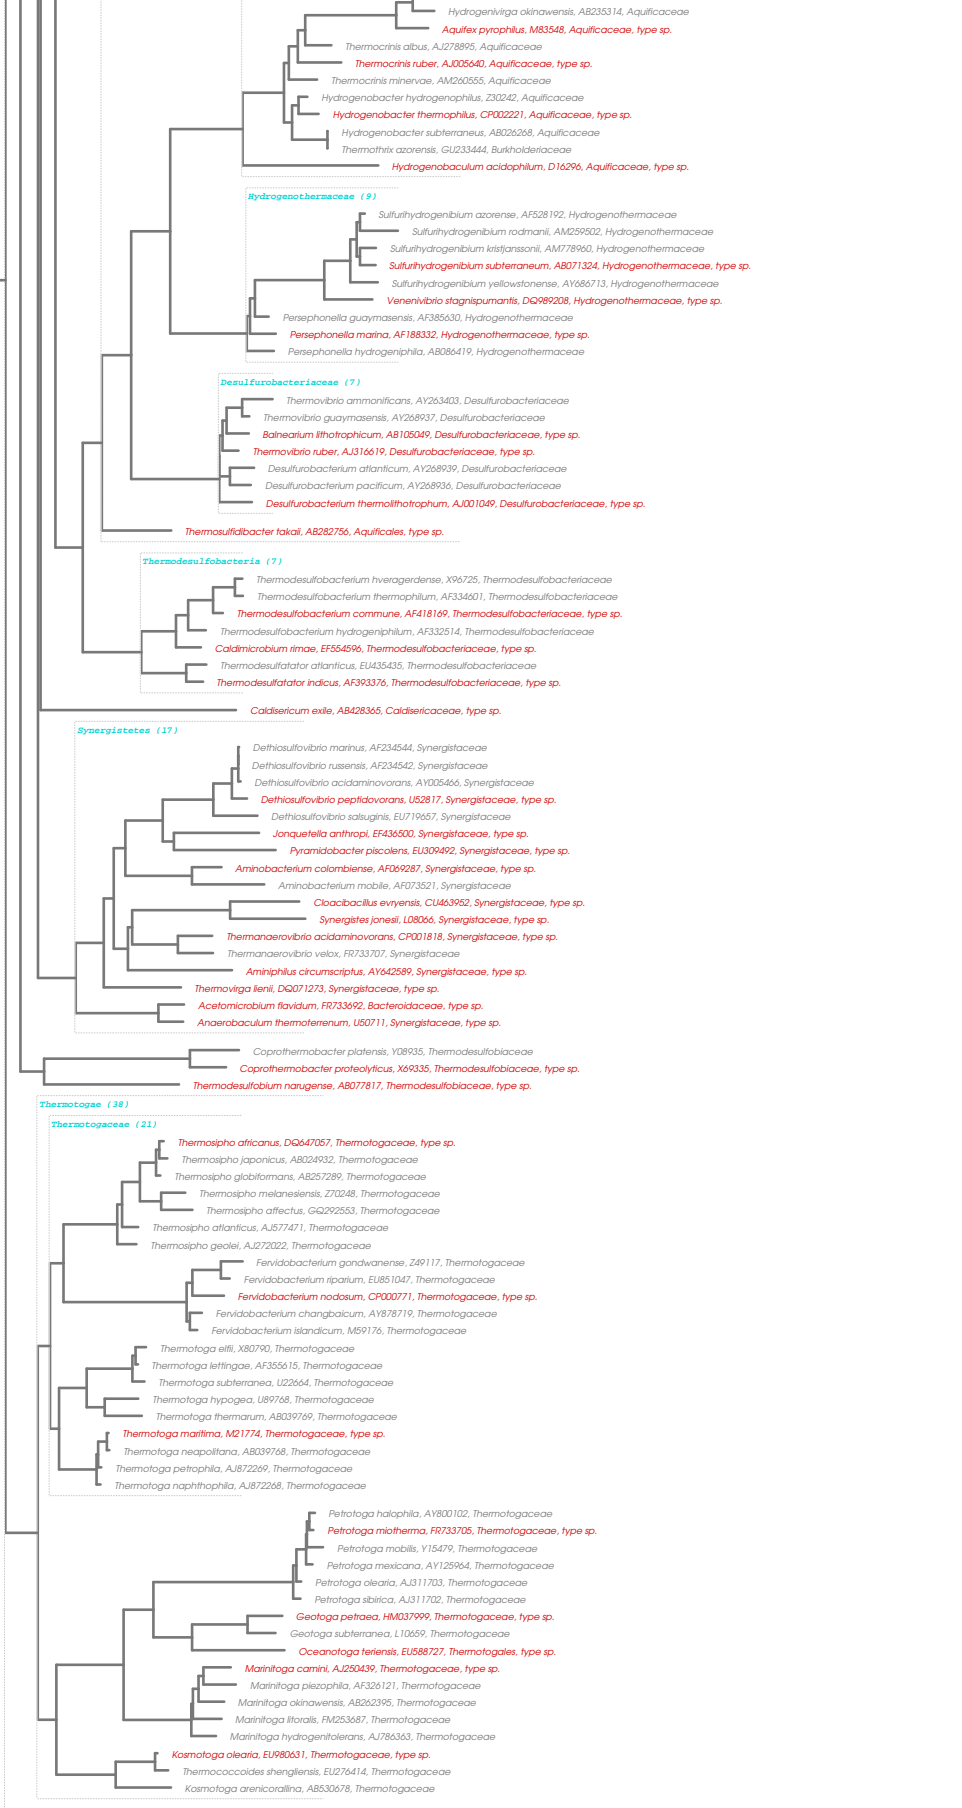 Hydrogenivirga okinawensis, AB235314, Aquificaceae
Aquifex pyrophilus, M83548, Aquificaceae, type sp.
Thermocrinis albus, AJ278895, Aquificaceae
Thermocrinis ruber, AJ005640, Aquificaceae, type sp.
Thermocrinis minervae, AM260555, Aquificaceae
Hydrogenobacter hydrogenophilus, Z30242, Aquificaceae
Hydrogenobacter thermophilus, CP002221, Aquificaceae, type sp.
Hydrogenobacter subterraneus, AB026268, Aquificaceae
Thermothrix azorensis, GU233444, Burkholderiaceae
Hydrogenobaculum acidophilum, D16296, Aquificaceae, type sp.
Hydrogenothermaceae (9)
Sulfurihydrogenibium azorense, AF528192, Hydrogenothermaceae
Sulfurihydrogenibium rodmanii, AM259502, Hydrogenothermaceae
Sulfurihydrogenibium kristjanssonii, AM778960, Hydrogenothermaceae
Sulfurihydrogenibium subterraneum, AB071324, Hydrogenothermaceae, type sp.
Sulfurihydrogenibium yellowstonense, AY686713, Hydrogenothermaceae
Venenivibrio stagnispumantis, DQ989208, Hydrogenothermaceae, type sp.
Persephonella guaymasensis, AF385630, Hydrogenothermaceae
Persephonella marina, AF188332, Hydrogenothermaceae, type sp.
Persephonella hydrogeniphila, AB086419, Hydrogenothermaceae
Desulfurobacteriaceae (7)
Thermovibrio ammonificans, AY263403, Desulfurobacteriaceae
Thermovibrio guaymasensis, AY268937, Desulfurobacteriaceae
Balnearium lithotrophicum, AB105049, Desulfurobacteriaceae, type sp.
Thermovibrio ruber, AJ316619, Desulfurobacteriaceae, type sp.
Desulfurobacterium atlanticum, AY268939, Desulfurobacteriaceae
Desulfurobacterium pacificum, AY268936, Desulfurobacteriaceae
Desulfurobacterium thermolithotrophum, AJ001049, Desulfurobacteriaceae, type sp.
Thermosulfidibacter takaii, AB282756, Aquificales, type sp.
Thermodesulfobacteria (7)
Thermodesulfobacterium hveragerdense, X96725, Thermodesulfobacteriaceae
Thermodesulfobacterium thermophilum, AF334601, Thermodesulfobacteriaceae
Thermodesulfobacterium commune, AF418169, Thermodesulfobacteriaceae, type sp.
Thermodesulfobacterium hydrogeniphilum, AF332514, Thermodesulfobacteriaceae
Caldimicrobium rimae, EF554596, Thermodesulfobacteriaceae, type sp.
Thermodesulfatator atlanticus, EU435435, Thermodesulfobacteriaceae
Thermodesulfatator indicus, AF393376, Thermodesulfobacteriaceae, type sp.
Caldisericum exile, AB428365, Caldisericaceae, type sp.
Synergistetes (17)
Dethiosulfovibrio marinus, AF234544, Synergistaceae
Dethiosulfovibrio russensis, AF234542, Synergistaceae
Dethiosulfovibrio acidaminovorans, AY005466, Synergistaceae
Dethiosulfovibrio peptidovorans, U52817, Synergistaceae, type sp.
Dethiosulfovibrio salsuginis, EU719657, Synergistaceae
Jonquetella anthropi, EF436500, Synergistaceae, type sp.
Pyramidobacter piscolens, EU309492, Synergistaceae, type sp.
Aminobacterium colombiense, AF069287, Synergistaceae, type sp.
Aminobacterium mobile, AF073521, Synergistaceae
Cloacibacillus evryensis, CU463952, Synergistaceae, type sp.
Synergistes jonesii, L08066, Synergistaceae, type sp.
Thermanaerovibrio acidaminovorans, CP001818, Synergistaceae, type sp.
Thermanaerovibrio velox, FR733707, Synergistaceae
Aminiphilus circumscriptus, AY642589, Synergistaceae, type sp.
Thermovirga lienii, DQ071273, Synergistaceae, type sp.
Acetomicrobium flavidum, FR733692, Bacteroidaceae, type sp.
Anaerobaculum thermoterrenum, U50711, Synergistaceae, type sp.
Coprothermobacter platensis, Y08935, Thermodesulfobiaceae
Coprothermobacter proteolyticus, X69335, Thermodesulfobiaceae, type sp.
Thermodesulfobium narugense, AB077817, Thermodesulfobiaceae, type sp.
Thermotogae (38)
Thermotogaceae (21)
Thermosipho africanus, DQ647057, Thermotogaceae, type sp.
Thermosipho japonicus, AB024932, Thermotogaceae
Thermosipho globiformans, AB257289, Thermotogaceae
Thermosipho melanesiensis, Z70248, Thermotogaceae
Thermosipho affectus, GQ292553, Thermotogaceae
Thermosipho atlanticus, AJ577471, Thermotogaceae
Thermosipho geolei, AJ272022, Thermotogaceae
Fervidobacterium gondwanense, Z49117, Thermotogaceae
Fervidobacterium riparium, EU851047, Thermotogaceae
Fervidobacterium nodosum, CP000771, Thermotogaceae, type sp.
Fervidobacterium changbaicum, AY878719, Thermotogaceae
Fervidobacterium islandicum, M59176, Thermotogaceae
Thermotoga elfii, X80790, Thermotogaceae
Thermotoga lettingae, AF355615, Thermotogaceae
Thermotoga subterranea, U22664, Thermotogaceae
Thermotoga hypogea, U89768, Thermotogaceae
Thermotoga thermarum, AB039769, Thermotogaceae
Thermotoga maritima, M21774, Thermotogaceae, type sp.
Thermotoga neapolitana, AB039768, Thermotogaceae
Thermotoga petrophila, AJ872269, Thermotogaceae
Thermotoga naphthophila, AJ872268, Thermotogaceae
Petrotoga halophila, AY800102, Thermotogaceae
Petrotoga miotherma, FR733705, Thermotogaceae, type sp.
Petrotoga mobilis, Y15479, Thermotogaceae
Petrotoga mexicana, AY125964, Thermotogaceae
Petrotoga olearia, AJ311703, Thermotogaceae
Petrotoga sibirica, AJ311702, Thermotogaceae
Geotoga petraea, HM037999, Thermotogaceae, type sp.
Geotoga subterranea, L10659, Thermotogaceae
Oceanotoga teriensis, EU588727, Thermotogales, type sp.
Marinitoga camini, AJ250439, Thermotogaceae, type sp.
Marinitoga piezophila, AF326121, Thermotogaceae
Marinitoga okinawensis, AB262395, Thermotogaceae
Marinitoga litoralis, FM253687, Thermotogaceae
Marinitoga hydrogenitolerans, AJ786363, Thermotogaceae
Kosmotoga olearia, EU980631, Thermotogaceae, type sp.
Thermococcoides shengliensis, EU276414, Thermotogaceae
Kosmotoga arenicorallina, AB530678, Thermotogaceae